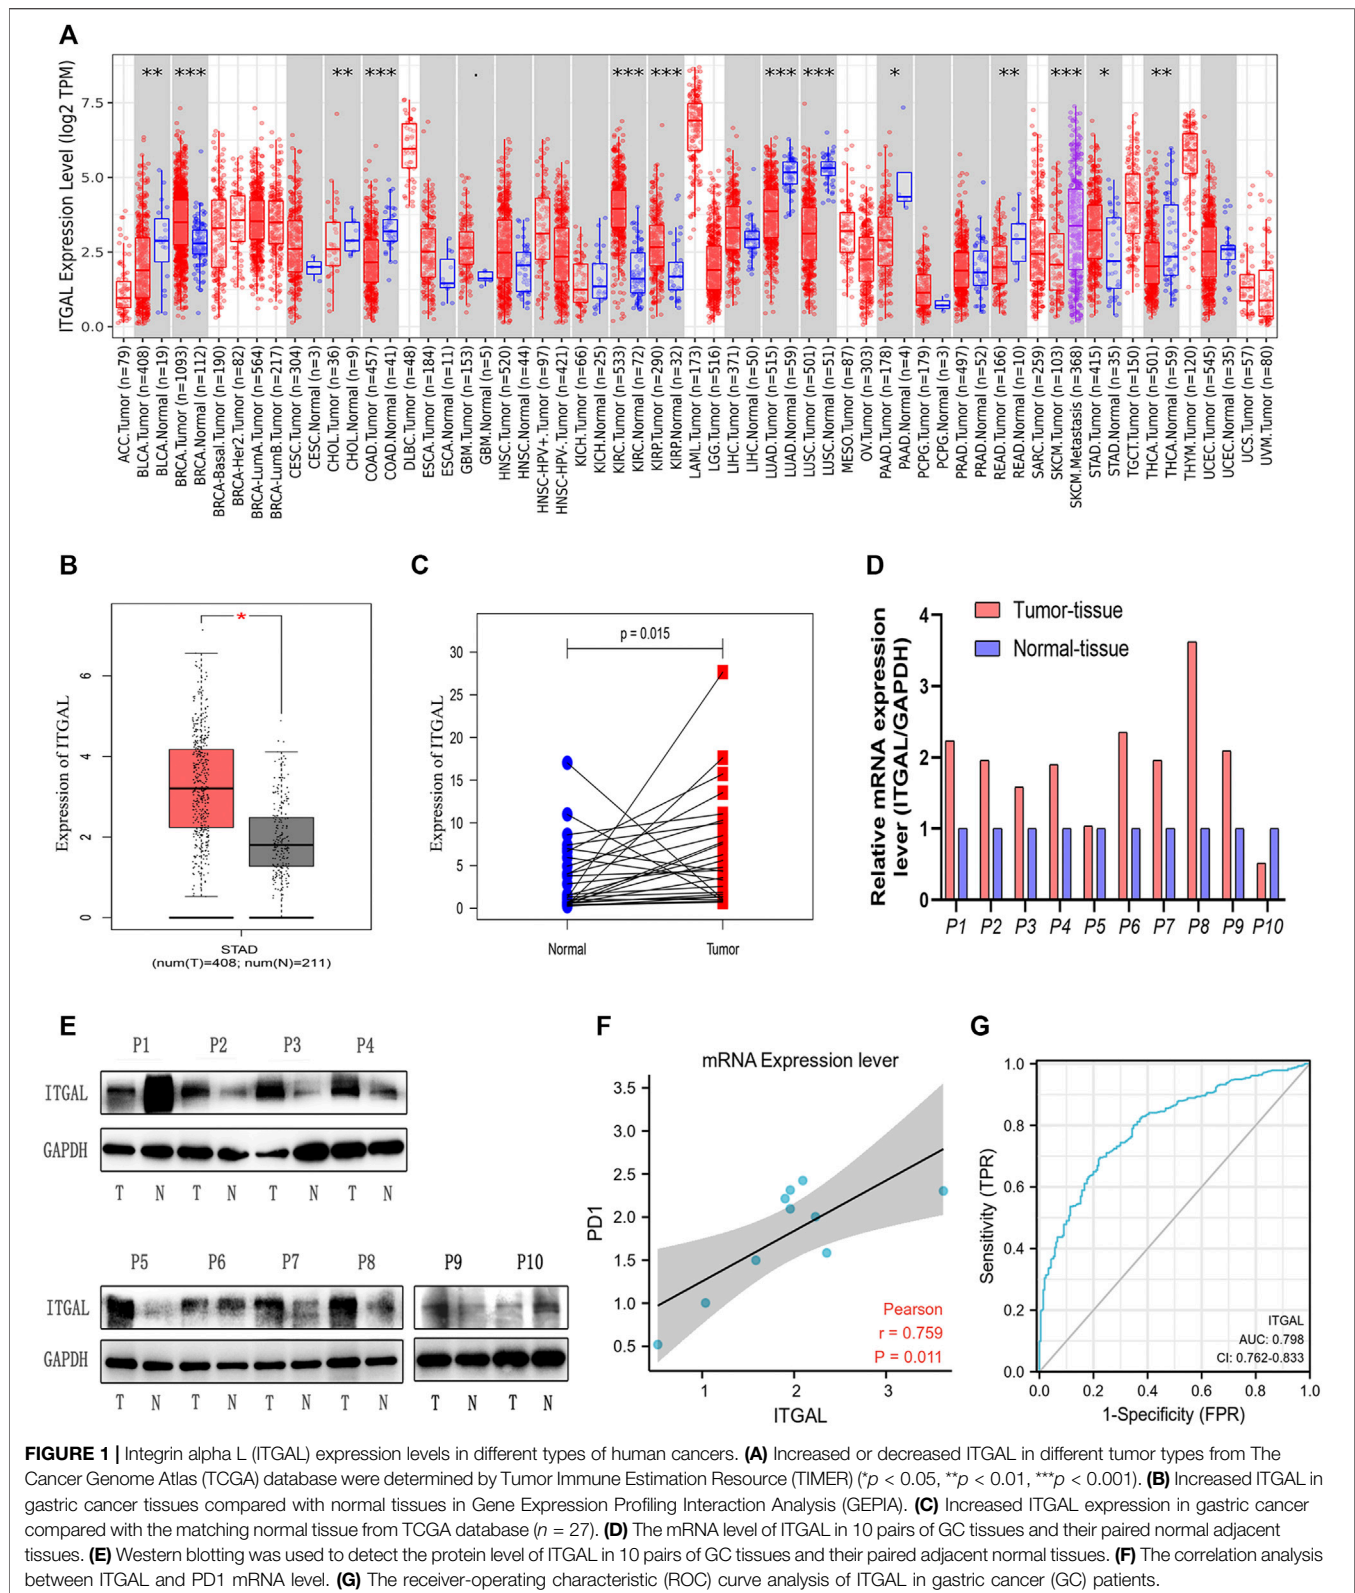 A
** *** ** *** . *** *** *** *** * ** *** * **
ITGAL Expression Level (log2 TPM)
7.5
5.0
2.5
0.0
ACC.Tumor (n=79)
BLCA.Tumor (n=408)
BLCA.Normal (n=19)
BRCA.Tumor (n=1093)
BRCA.Normal (n=112)
BRCA-Basal.Tumor (n=190)
BRCA-Her2.Tumor (n=82)
BRCA-LumA.Tumor (n=564)
BRCA-LumB.Tumor (n=217)
CESC.Tumor (n=304)
CESC.Normal (n=3)
CHOL.Tumor (n=36)
CHOL.Normal (n=9)
COAD.Tumor (n=457)
COAD.Normal (n=41)
DLBC.Tumor (n=48)
ESCA.Tumor (n=184)
ESCA.Normal (n=11)
GBM.Tumor (n=153)
GBM.Normal (n=5)
HNSC.Tumor (n=520)
HNSC.Normal (n=44)
HNSC-HPV+.Tumor (n=97)
HNSC-HPV-.Tumor (n=421)
KICH.Tumor (n=66)
KICH.Normal (n=25)
KIRC.Tumor (n=533)
KIRC.Normal (n=72)
KIRP.Tumor (n=290)
KIRP.Normal (n=32)
LAML.Tumor (n=173)
LGG.Tumor (n=516)
LIHC.Tumor (n=371)
LIHC.Normal (n=50)
LUAD.Tumor (n=515)
LUAD.Normal (n=59)
LUSC.Tumor (n=501)
LUSC.Normal (n=51)
MESO.Tumor (n=87)
OV.Tumor (n=303)
PAAD.Tumor (n=178)
PAAD.Normal (n=4)
PCPG.Tumor (n=179)
PCPG.Normal (n=3)
PRAD.Tumor (n=497)
PRAD.Normal (n=52)
READ.Tumor (n=166)
READ.Normal (n=10)
SARC.Tumor (n=259)
SKCM.Tumor (n=103)
SKCM.Metastasis (n=368)
STAD.Tumor (n=415)
STAD.Normal (n=35)
TGCT.Tumor (n=150)
THCA.Tumor (n=501)
THCA.Normal (n=59)
THYM.Tumor (n=120)
UCEC.Tumor (n=545)
UCEC.Normal (n=35)
UCS.Tumor (n=57)
UVM.Tumor (n=80)
B
*
Expression of ITGAL
6
4
2
0
STAD
(num(T)=408; num(N)=211)
C
p = 0.015
Expression of ITGAL
30
25
20
15
10
5
0
Normal Tumor
D
Tumor-tissue
Normal-tissue
Relative mRNA expression
lever (ITGAL/GAPDH)
4
3
2
1
0
P1 P2 P3 P4 P5 P6 P7 P8 P9 P10
E
P1 P2 P3 P4
ITGAL
GAPDH
T N T N T N T N
P5 P6 P7 P8 P9 P10
ITGAL
GAPDH
T N T N T N T N T N T N
F
mRNA Expression lever
PD1
3.5
3.0
2.5
2.0
1.5
1.0
0.5
Pearson
r = 0.759
P = 0.011
1 2 3
ITGAL
G
Sensitivity (TPR)
1.0
0.8
0.6
0.4
0.2
0.0
ITGAL
AUC: 0.798
CI: 0.762-0.833
0.0 0.2 0.4 0.6 0.8 1.0
1-Specificity (FPR)
FIGURE 1 | Integrin alpha L (ITGAL) expression levels in different types of human cancers. (A) Increased or decreased ITGAL in different tumor types from The
Cancer Genome Atlas (TCGA) database were determined by Tumor Immune Estimation Resource (TIMER) (*p < 0.05, **p < 0.01, ***p < 0.001). (B) Increased ITGAL in
gastric cancer tissues compared with normal tissues in Gene Expression Profiling Interaction Analysis (GEPIA). (C) Increased ITGAL expression in gastric cancer
compared with the matching normal tissue from TCGA database (n = 27). (D) The mRNA level of ITGAL in 10 pairs of GC tissues and their paired normal adjacent
tissues. (E) Western blotting was used to detect the protein level of ITGAL in 10 pairs of GC tissues and their paired adjacent normal tissues. (F) The correlation analysis
between ITGAL and PD1 mRNA level. (G) The receiver-operating characteristic (ROC) curve analysis of ITGAL in gastric cancer (GC) patients.